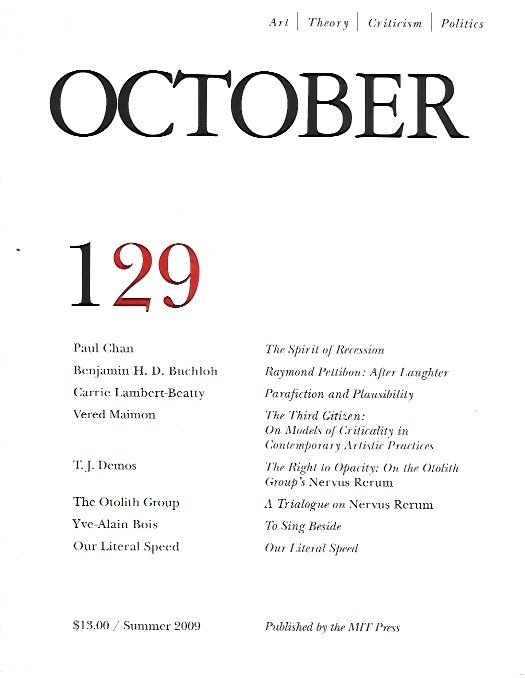 Art | Theory | Criticism | Politics
OCTOBER
129
Paul Chan The Spirit of Recession
Benjamin H. D. Buchloh Raymond Pettibon: After Laughter
Carrie Lambert-Beatty Parafiction and Plausibility
Vered Maimon The Third Citizen:
On Models of Criticality in
Contemporary Artistic Practices
T. J. Demos The Right to Opacity: On the Otolith
Group's Nervus Rerum
The Otolith Group A Trialogue on Nervus Rerum
Yve-Alain Bois To Sing Beside
Our Literal Speed Our Literal Speed
$13.00 / Summer 2009 Published by the MIT Press